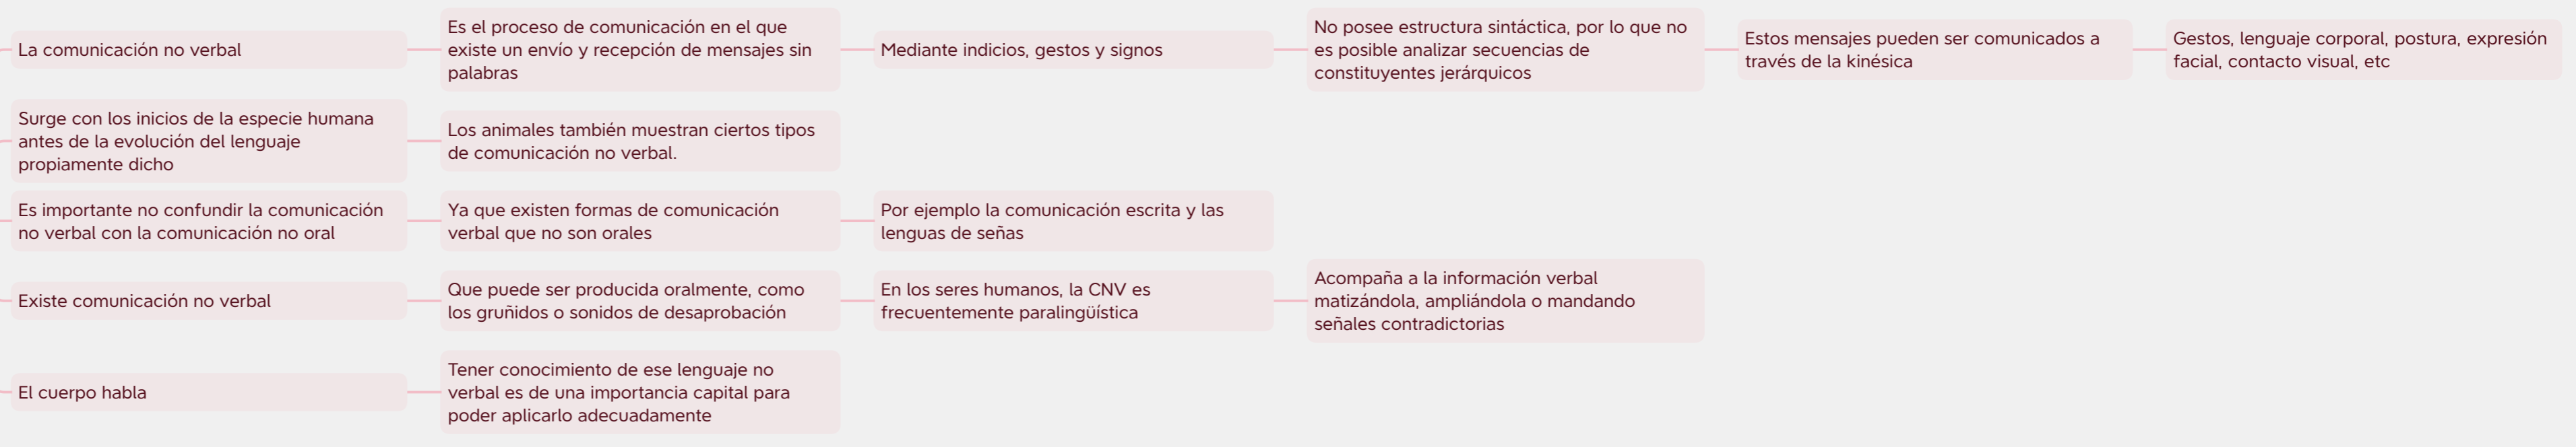 La comunicación no verbal
Es el proceso de comunicación en el que
existe un envío y recepción de mensajes sin
palabras
Mediante indicios, gestos y signos
No posee estructura sintáctica, por lo que no
es posible analizar secuencias de
constituyentes jerárquicos
Estos mensajes pueden ser comunicados a
través de la kinésica
Gestos, lenguaje corporal, postura, expresión
facial, contacto visual, etc
Surge con los inicios de la especie humana
antes de la evolución del lenguaje
propiamente dicho
Los animales también muestran ciertos tipos
de comunicación no verbal.
Es importante no confundir la comunicación
no verbal con la comunicación no oral
Ya que existen formas de comunicación
verbal que no son orales
Por ejemplo la comunicación escrita y las
lenguas de señas
Existe comunicación no verbal
Que puede ser producida oralmente, como
los gruñidos o sonidos de desaprobación
En los seres humanos, la CNV es
frecuentemente paralingüística
Acompaña a la información verbal
matizándola, ampliándola o mandando
señales contradictorias
El cuerpo habla
Tener conocimiento de ese lenguaje no
verbal es de una importancia capital para
poder aplicarlo adecuadamente